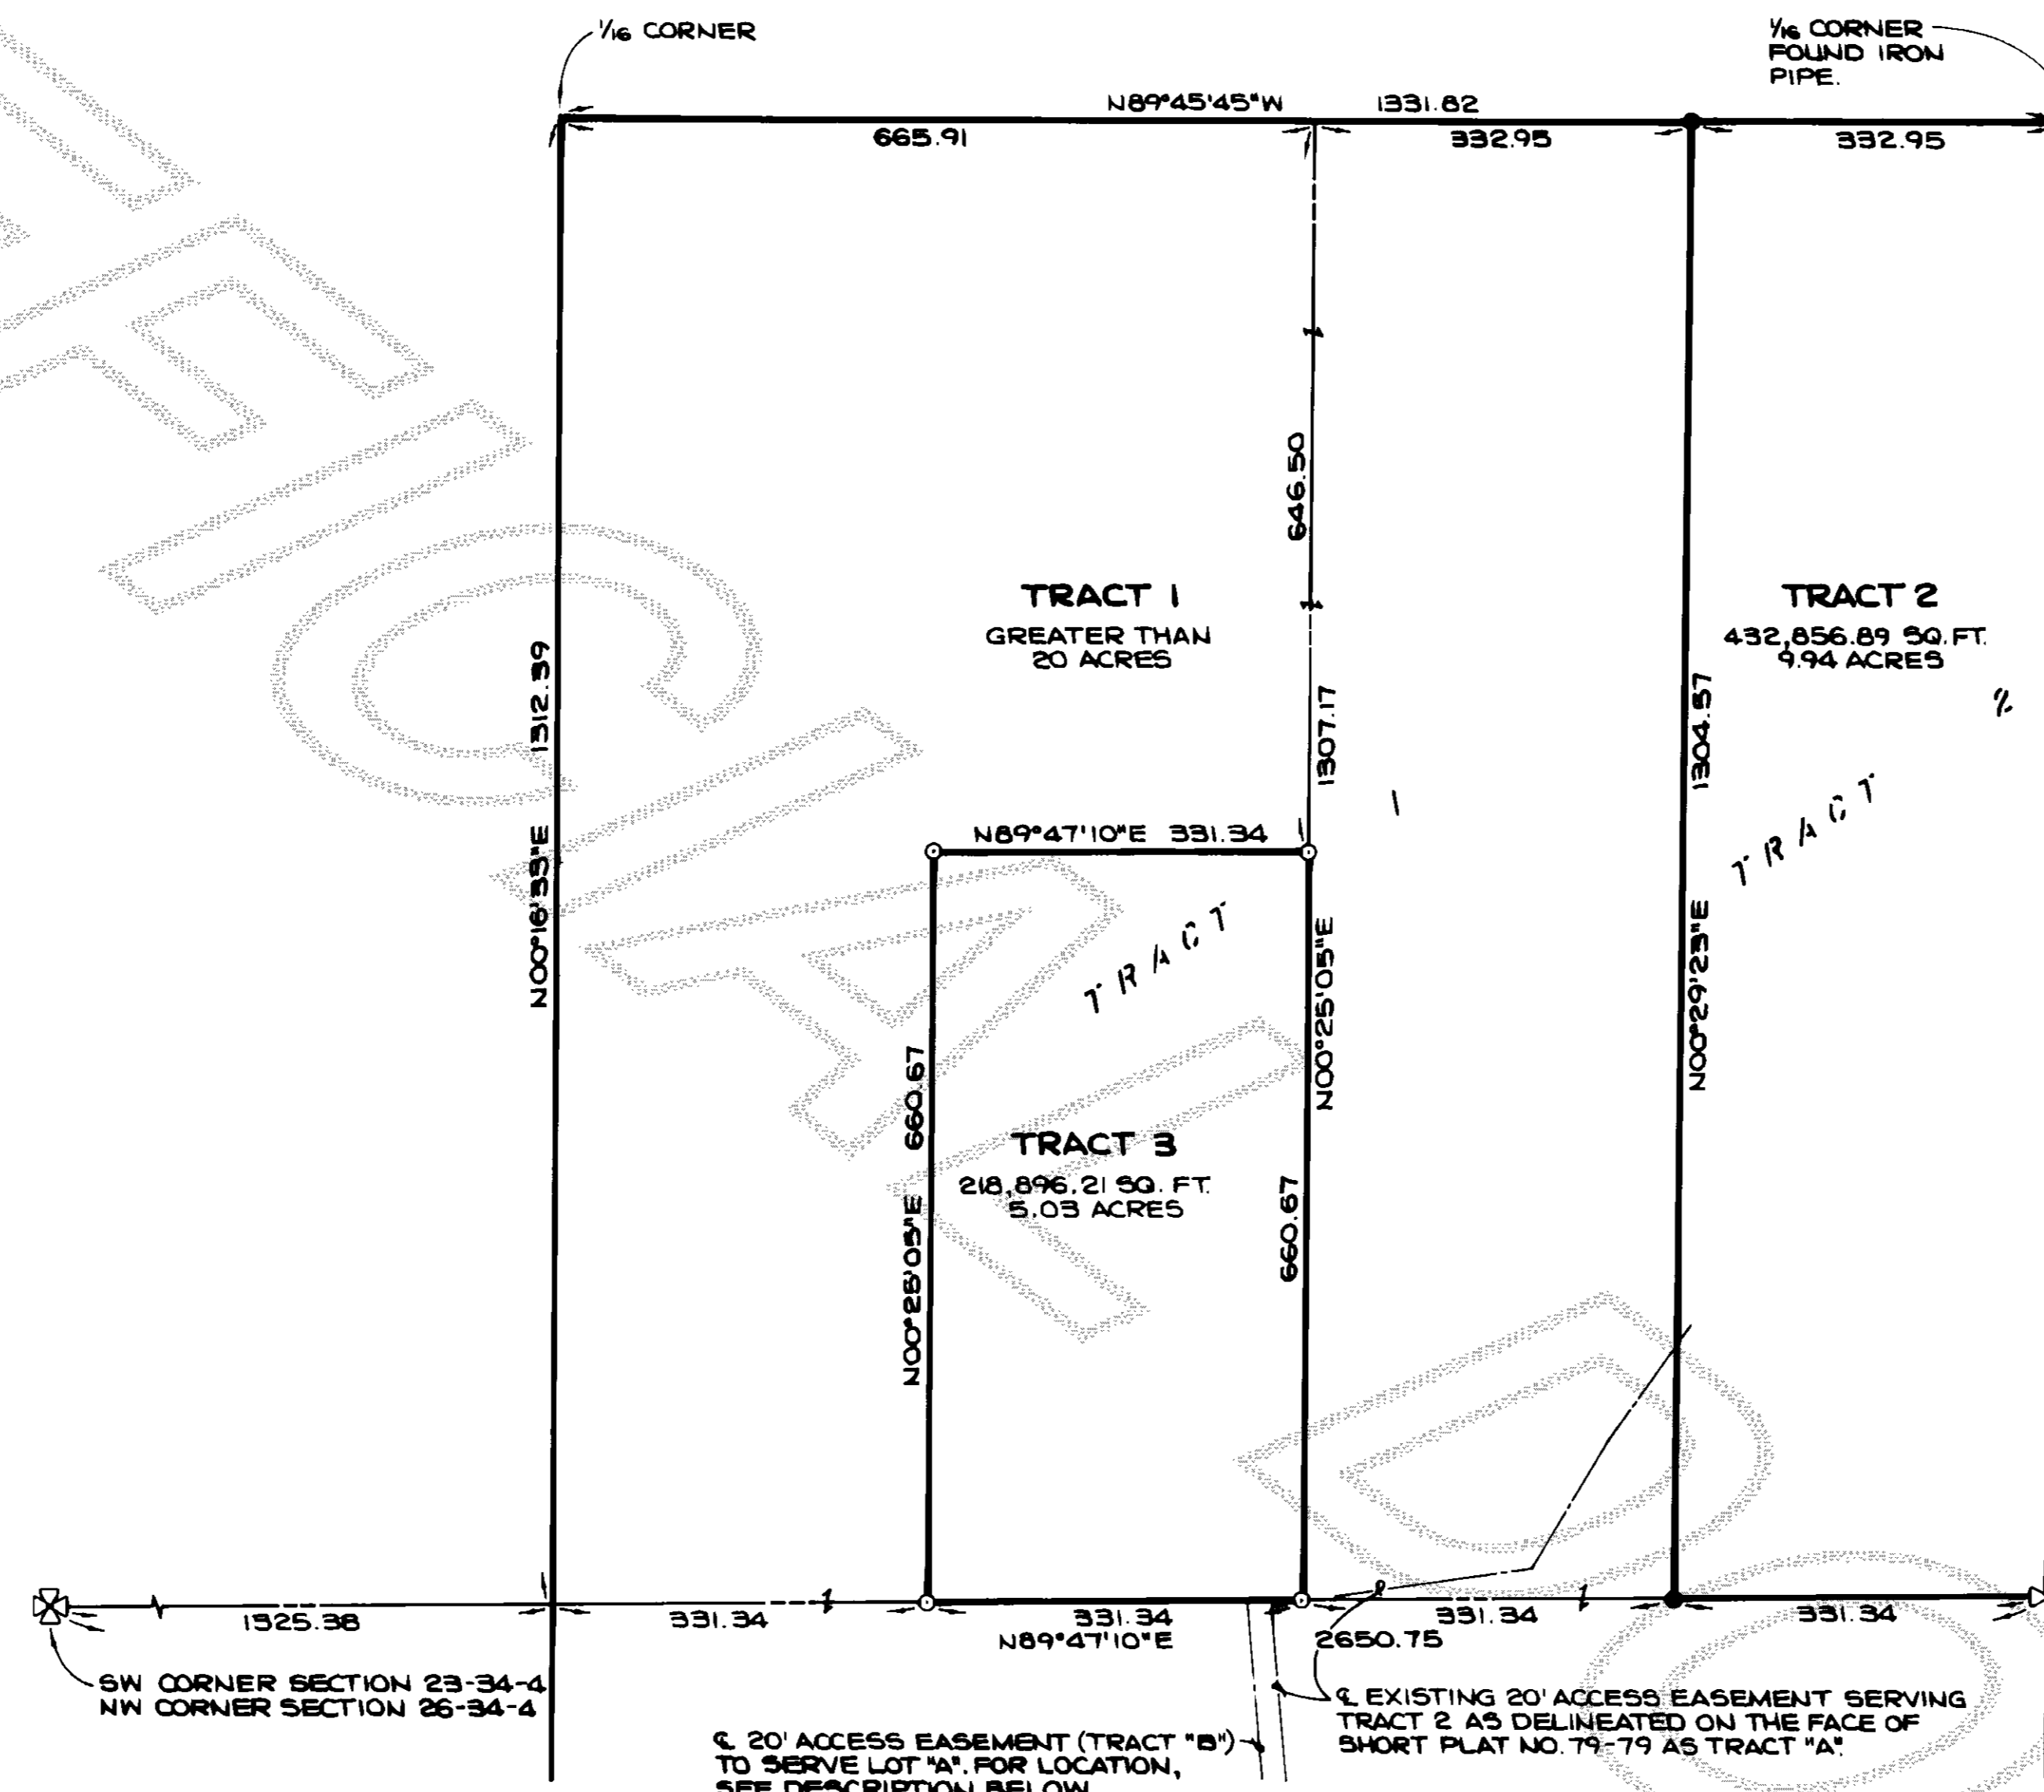 1/16 CORNER
1/16 CORNER
FOUND IRON
PIPE.
N89°45'45"W 1331.82
665.91
332.95
332.95
646.50
TRACT 1
GREATER THAN
20 ACRES
TRACT 2
432,856.89 SQ.FT.
9.94 ACRES
N00°16'33"E 1312.39
1307.17
N00°25'05"E
N00°29'23"E 1304.57
TRACT 1
TRACT 2
N89°47'10"E 331.34
N00°25'05"E 660.67
TRACT 3
218,896.21 SQ. FT.
5.03 ACRES
660.67
1325.38
331.34
331.34
N89°47'10"E
331.34
331.34
2650.75
SW CORNER SECTION 23-34-4
NW CORNER SECTION 26-34-4
℄ EXISTING 20' ACCESS EASEMENT SERVING
TRACT 2 AS DELINEATED ON THE FACE OF
SHORT PLAT NO. 79-79 AS TRACT "A".
℄ 20' ACCESS EASEMENT (TRACT "B")
TO SERVE LOT "A". FOR LOCATION,
SEE DESCRIPTION BELOW